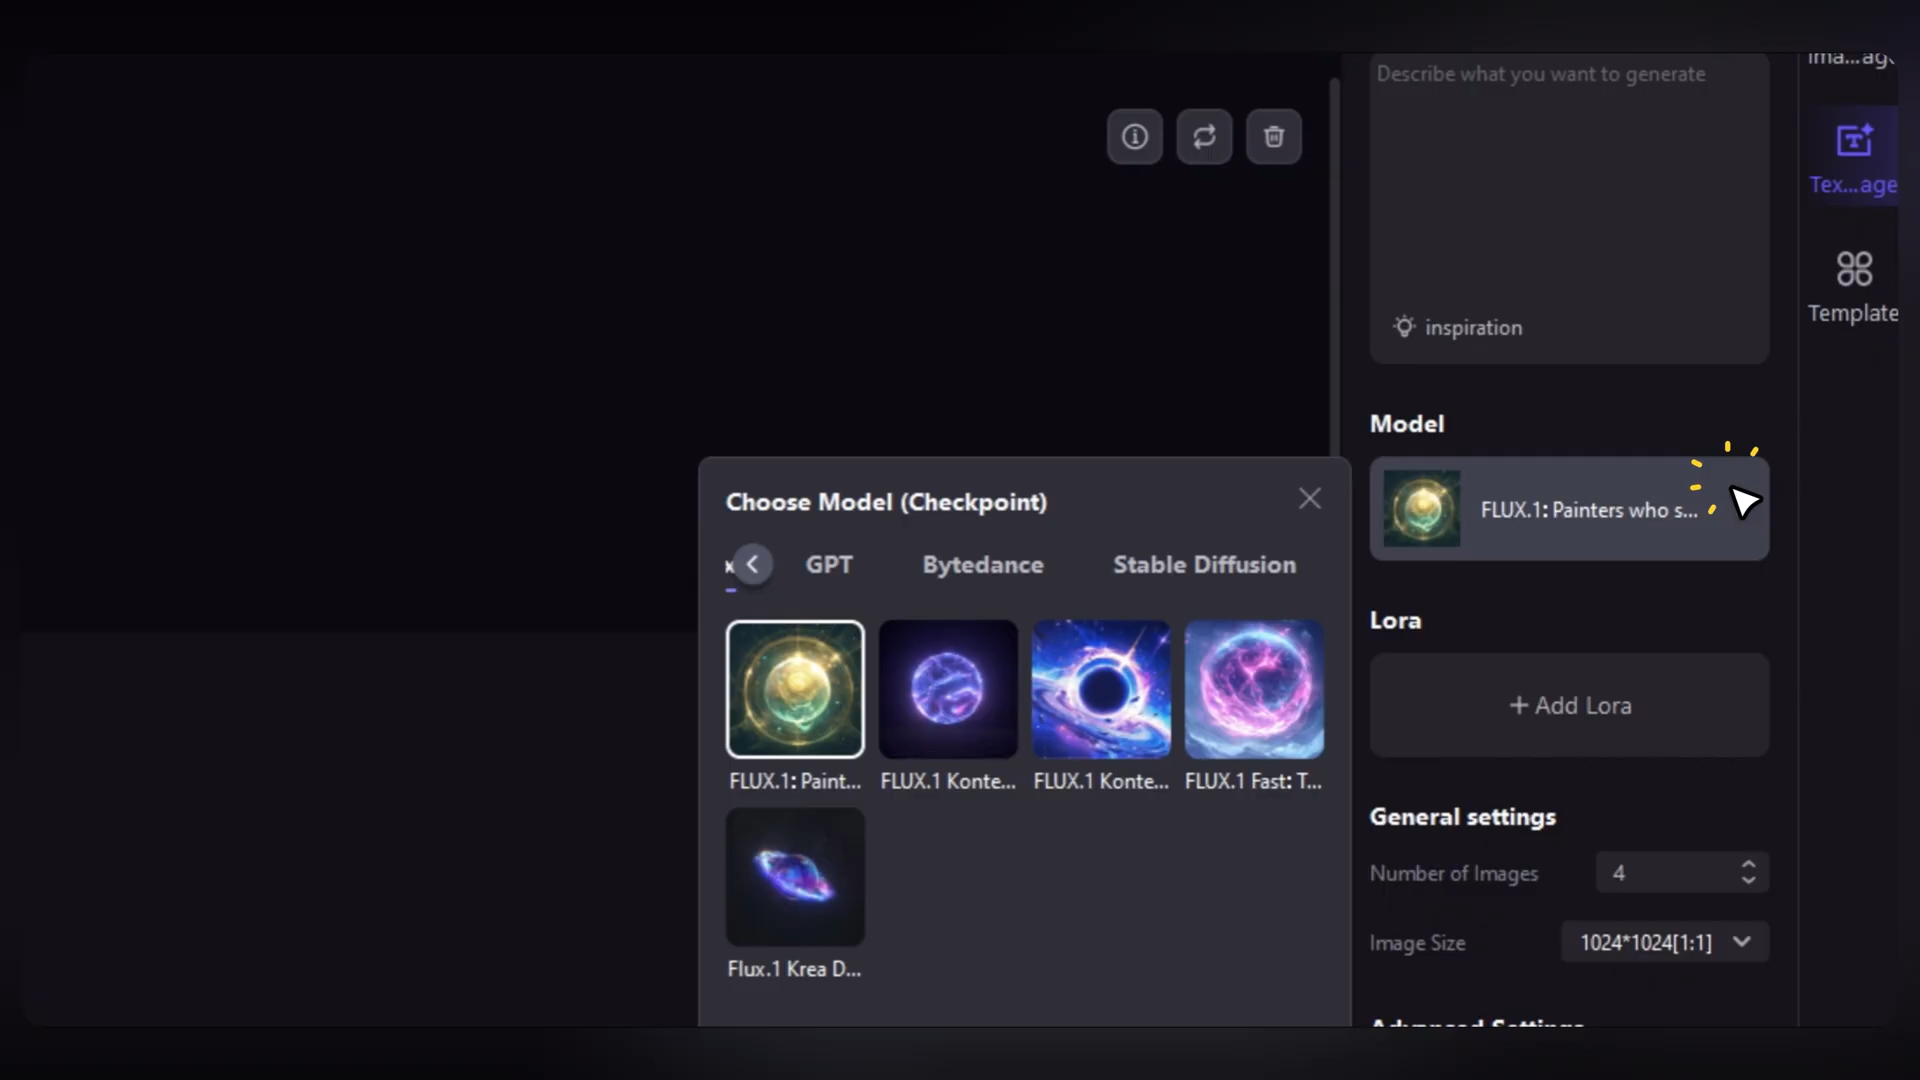 Describe what you want to generate
inspiration
Model
FLUX.1: Painters who s...
Lora
+ Add Lora
General settings
Number of Images
4
Image Size
1024*1024[1:1]
Advanced Settings
Choose Model (Checkpoint)
x
GPT
Bytedance
Stable Diffusion
FLUX.1: Paint...
FLUX.1 Konte...
FLUX.1 Konte...
FLUX.1 Fast: T...
Flux.1 Krea D...
Ima...age
Tex...age
Template